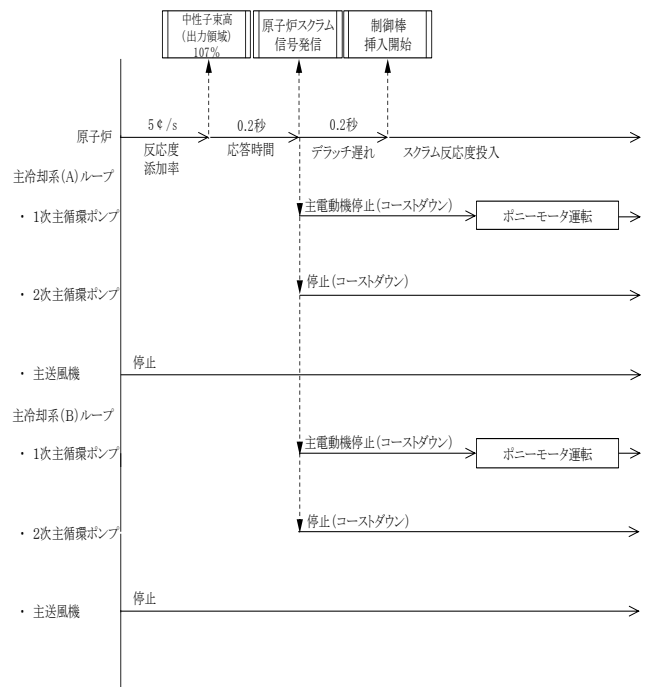 中性子束高
(出力領域)
107%
原子炉スクラム
信号発信
制御棒
挿入開始
原子炉
5¢/s
0.2秒
0.2秒
反応度
添加率
応答時間
デラッチ遅れ
スクラム反応度投入
主冷却系(A)ループ
・ 1次主循環ポンプ
主電動機停止(コーストダウン)
ポニーモータ運転
・ 2次主循環ポンプ
停止(コーストダウン)
・ 主送風機
停止
主冷却系(B)ループ
・ 1次主循環ポンプ
主電動機停止(コーストダウン)
ポニーモータ運転
・ 2次主循環ポンプ
停止(コーストダウン)
・ 主送風機
停止